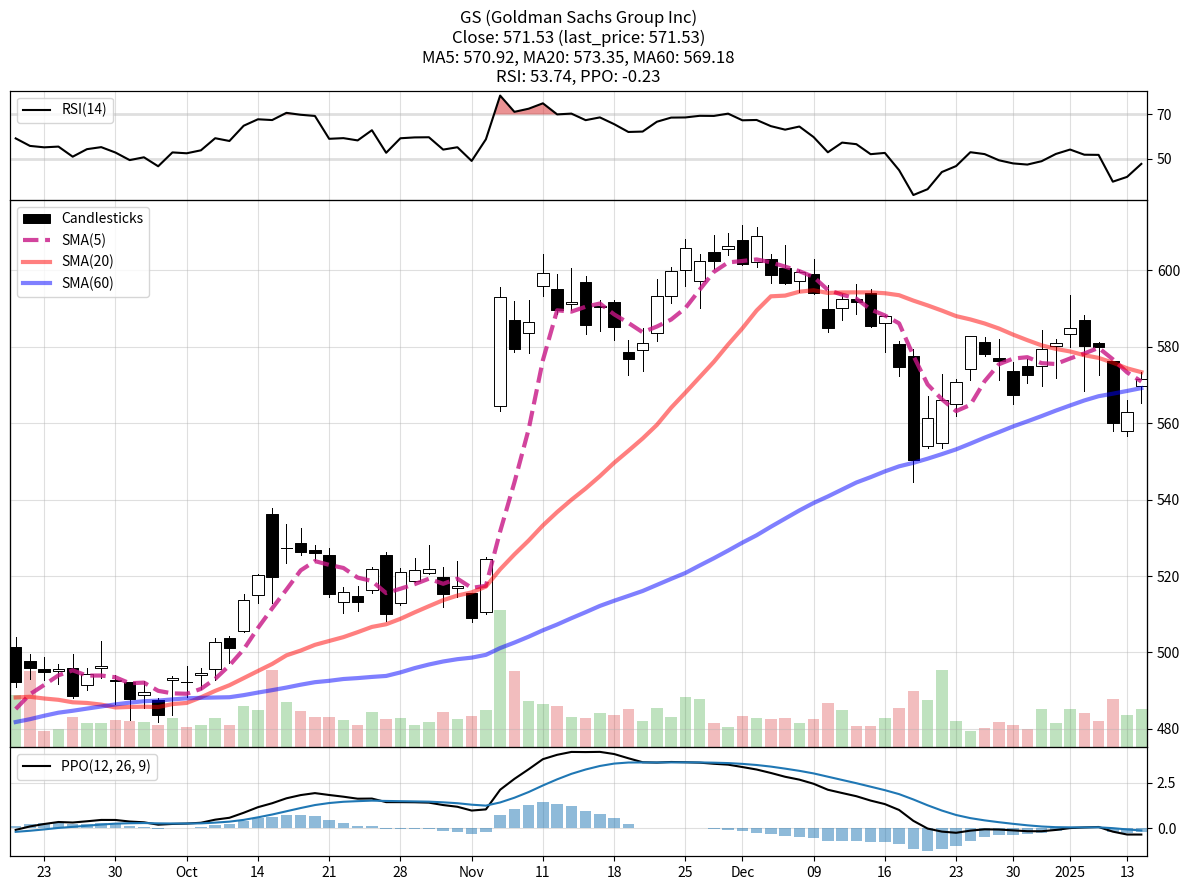 GS (Goldman Sachs Group Inc)
Close: 571.53 (last_price: 571.53)
MA5: 570.92, MA20: 573.35, MA60: 569.18
RSI: 53.74, PPO: -0.23
RSI(14)
70
50
Candlesticks
SMA(5)
SMA(20)
SMA(60)
600
580
560
540
520
500
480
PPO(12, 26, 9)
2.5
0.0
23 30 Oct 14 21 28 Nov 11 18 25 Dec 09 16 23 30 2025 13